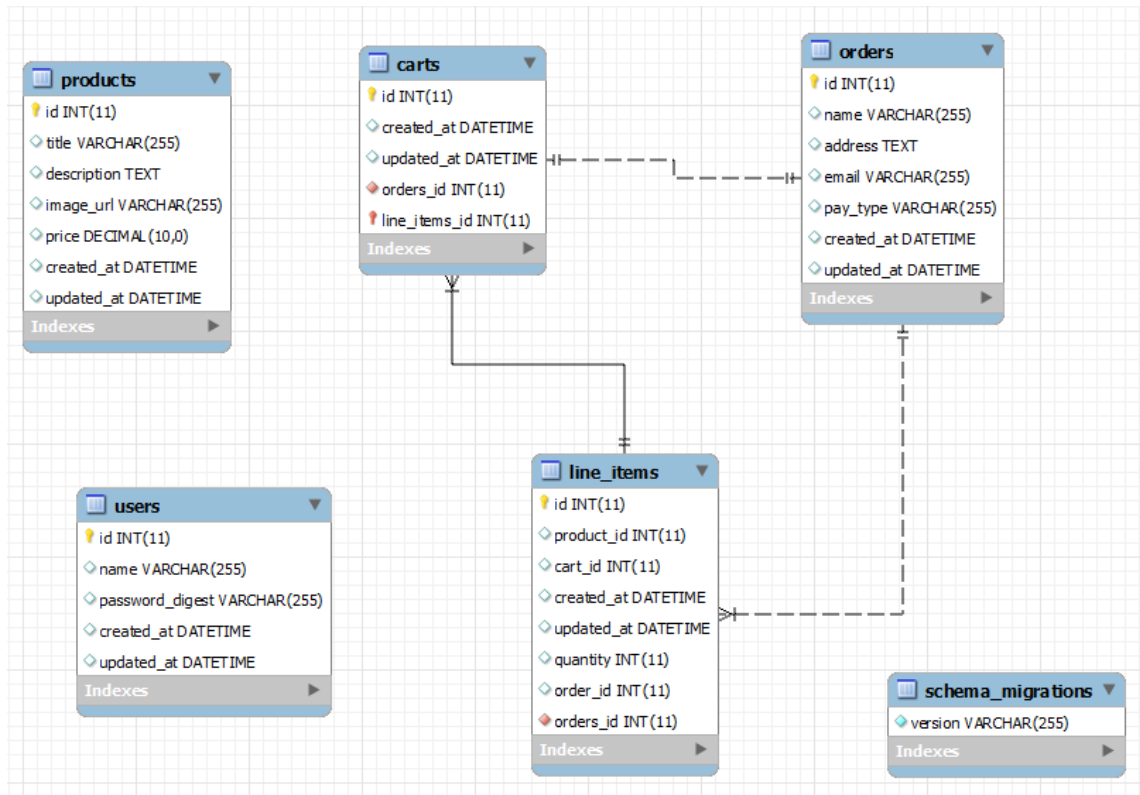 products
id INT(11)
title VARCHAR(255)
description TEXT
image_url VARCHAR(255)
price DECIMAL(10,0)
created_at DATETIME
updated_at DATETIME
Indexes
carts
id INT(11)
created_at DATETIME
updated_at DATETIME
orders_id INT(11)
line_items_id INT(11)
Indexes
orders
id INT(11)
name VARCHAR(255)
address TEXT
email VARCHAR(255)
pay_type VARCHAR(255)
created_at DATETIME
updated_at DATETIME
Indexes
users
id INT(11)
name VARCHAR(255)
password_digest VARCHAR(255)
created_at DATETIME
updated_at DATETIME
Indexes
line_items
id INT(11)
product_id INT(11)
cart_id INT(11)
created_at DATETIME
updated_at DATETIME
quantity INT(11)
order_id INT(11)
orders_id INT(11)
Indexes
schema_migrations
version VARCHAR(255)
Indexes